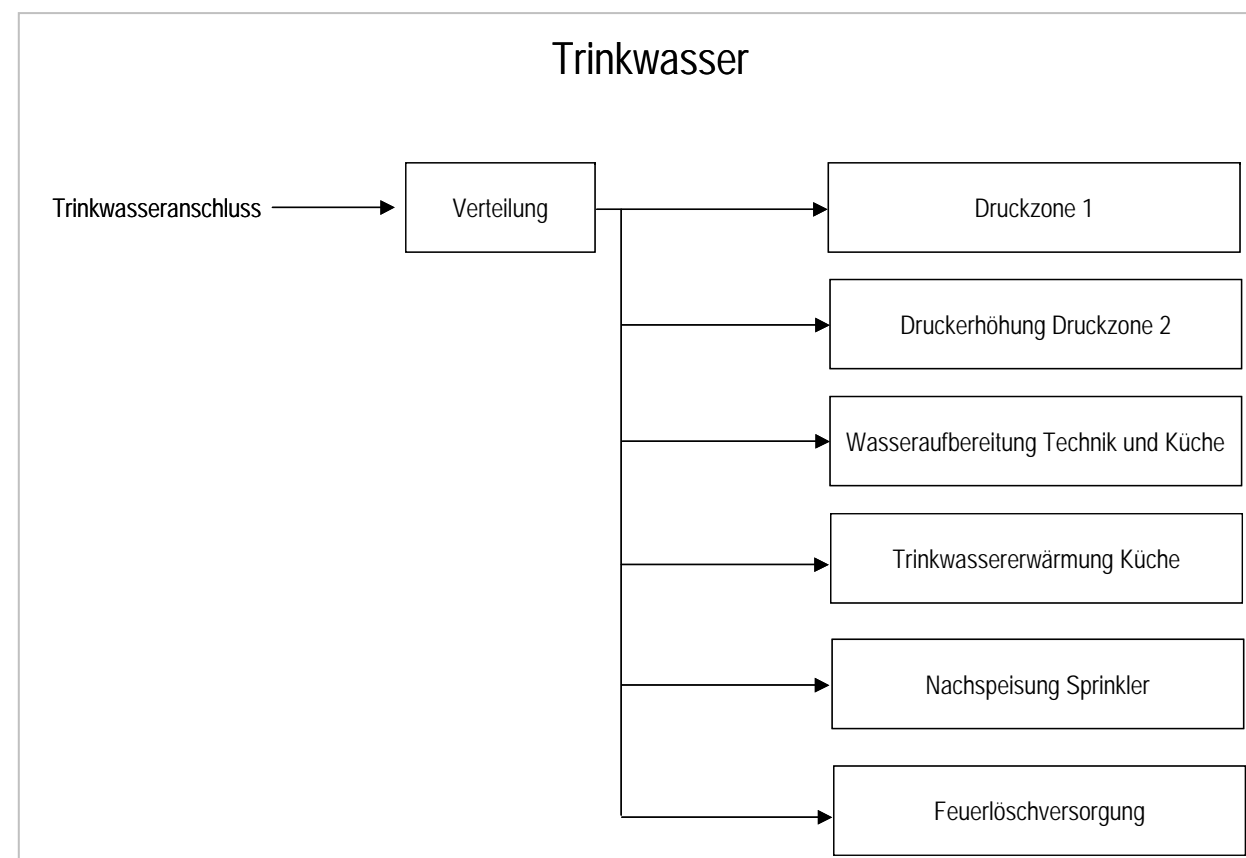 Trinkwasser
Trinkwasseranschluss
Verteilung
Druckzone 1
Druckerhöhung Druckzone 2
Wasseraufbereitung Technik und Küche
Trinkwassererwärmung Küche
Nachspeisung Sprinkler
Feuerlöschversorgung